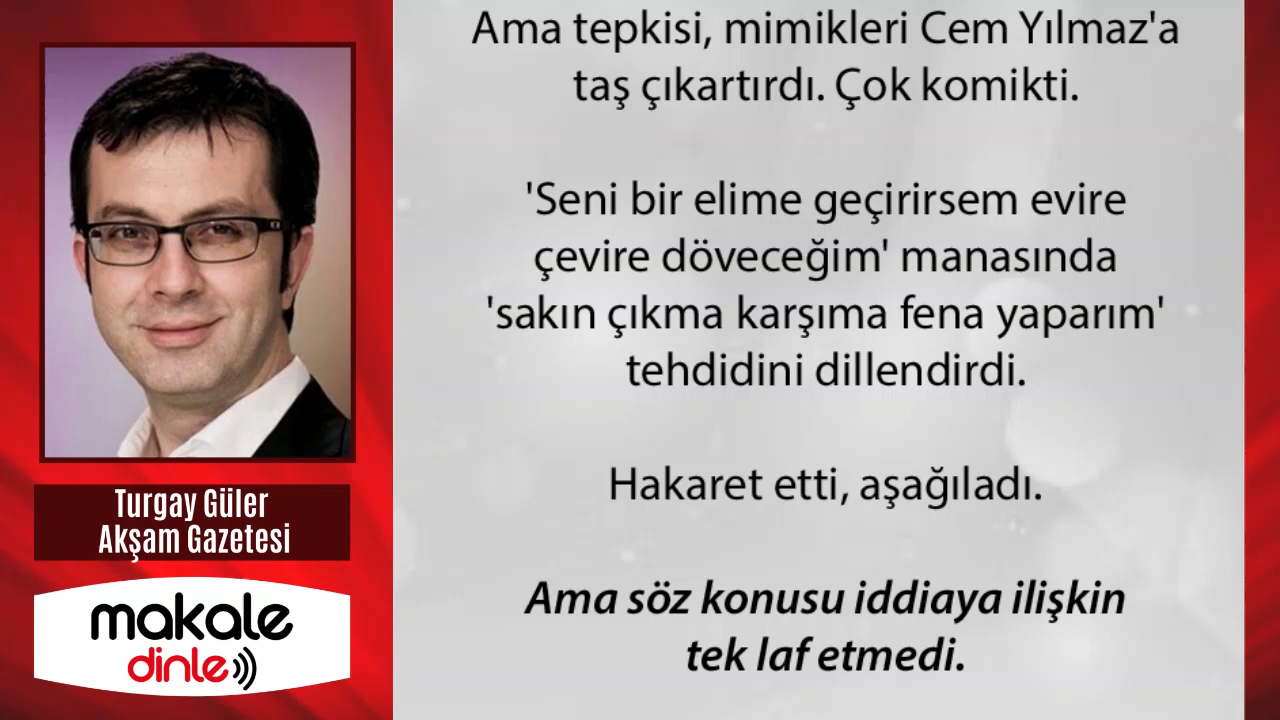 Ama tepkisi, mimikleri Cem Yılmaz'a
taş çıkartırdı. Çok komikti.
'Seni bir elime geçirirsem evire
çevire döveceğim' manasında
'sakın çıkma karşıma fena yaparım'
tehdidini dillendirdi.
Hakaret etti, aşağıladı.
Ama söz konusu iddiaya ilişkin
tek laf etmedi.
Turgay Güler
Akşam Gazetesi
makale
dinle